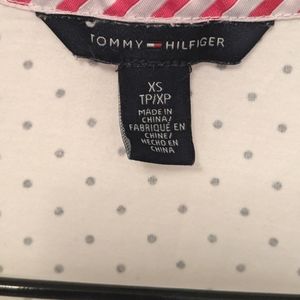 TOMMY HILFIGER
XS
TP/XP
MADE IN
CHINA/
FABRIQUÉ EN
CHINE/
HECHO EN
CHINA